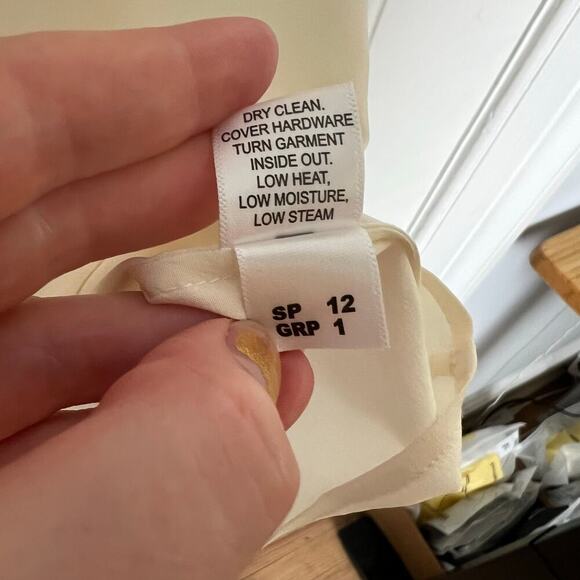 DRY CLEAN.
COVER HARDWARE
TURN GARMENT
INSIDE OUT.
LOW HEAT,
LOW MOISTURE,
LOW STEAM
SP 12
GRP 1